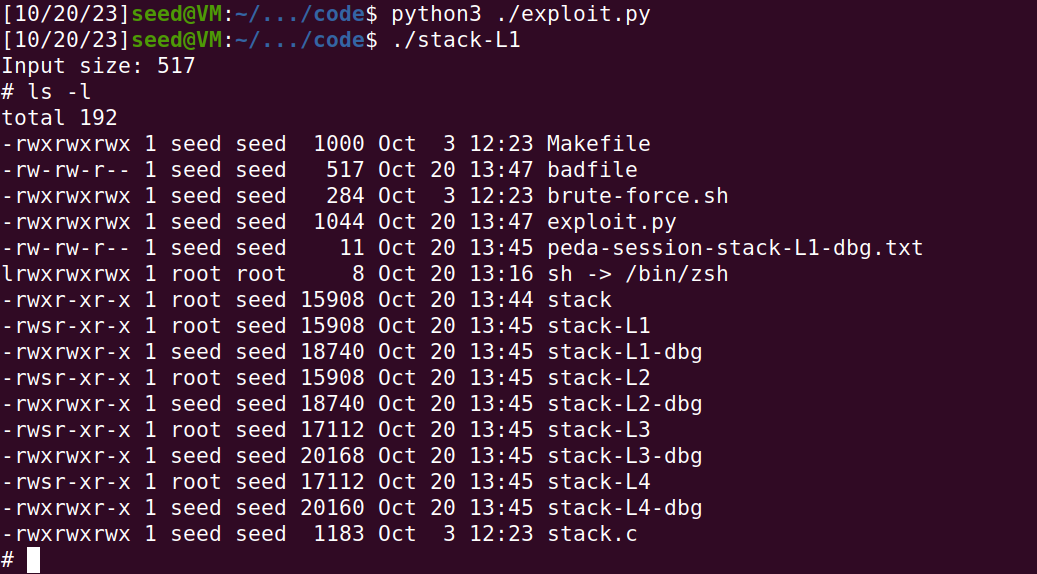 [10/20/23]seed@VM:~/.../code$ python3 ./exploit.py
[10/20/23]seed@VM:~/.../code$ ./stack-L1
Input size: 517
# ls -l
total 192
-rwxrwxrwx 1 seed seed  1000 Oct  3 12:23 Makefile
-rw-rw-r-- 1 seed seed   517 Oct 20 13:47 badfile
-rwxrwxrwx 1 seed seed   284 Oct  3 12:23 brute-force.sh
-rwxrwxrwx 1 seed seed  1044 Oct 20 13:47 exploit.py
-rw-rw-r-- 1 seed seed    11 Oct 20 13:45 peda-session-stack-L1-dbg.txt
lrwxrwxrwx 1 root root     8 Oct 20 13:16 sh -> /bin/zsh
-rwxr-xr-x 1 root seed 15908 Oct 20 13:44 stack
-rwsr-xr-x 1 root seed 15908 Oct 20 13:45 stack-L1
-rwxrwxr-x 1 seed seed 18740 Oct 20 13:45 stack-L1-dbg
-rwsr-xr-x 1 root seed 15908 Oct 20 13:45 stack-L2
-rwxrwxr-x 1 seed seed 18740 Oct 20 13:45 stack-L2-dbg
-rwsr-xr-x 1 root seed 17112 Oct 20 13:45 stack-L3
-rwxrwxr-x 1 seed seed 20168 Oct 20 13:45 stack-L3-dbg
-rwsr-xr-x 1 root seed 17112 Oct 20 13:45 stack-L4
-rwxrwxr-x 1 seed seed 20160 Oct 20 13:45 stack-L4-dbg
-rwxrwxrwx 1 seed seed  1183 Oct  3 12:23 stack.c
#